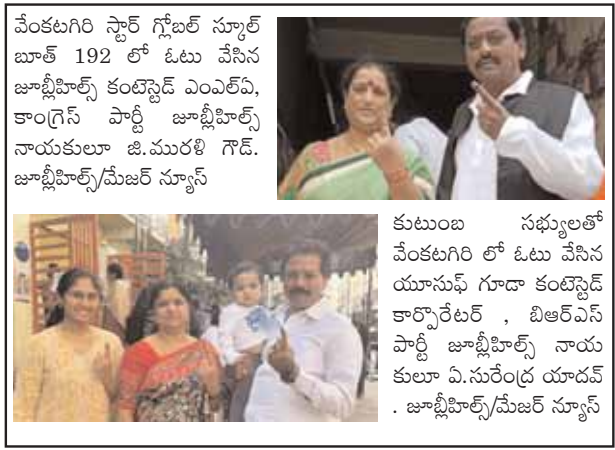 వేంకటగిరి స్టార్ గ్లోబల్ స్కూల్
బూత్ 192 లో ఓటు వేసిన
జూబ్లీహిల్స్ కంటెస్టెడ్ ఎంఎల్ఏ,
కాంగ్రెస్ పార్టీ జూబ్లీహిల్స్
నాయకులూ జి.మురళి గౌడ్.
జూబ్లీహిల్స్/మేజర్ న్యూస్
కుటుంబ సభ్యులతో
వేంకటగిరి లో ఓటు వేసిన
యూసుఫ్ గూడా కంటెస్టెడ్
కార్పొరేటర్ , బిఆర్ఎస్
పార్టీ జూబ్లీహిల్స్ నాయ
కులూ ఏ.సురేంద్ర యాదవ్
. జూబ్లీహిల్స్/మేజర్ న్యూస్